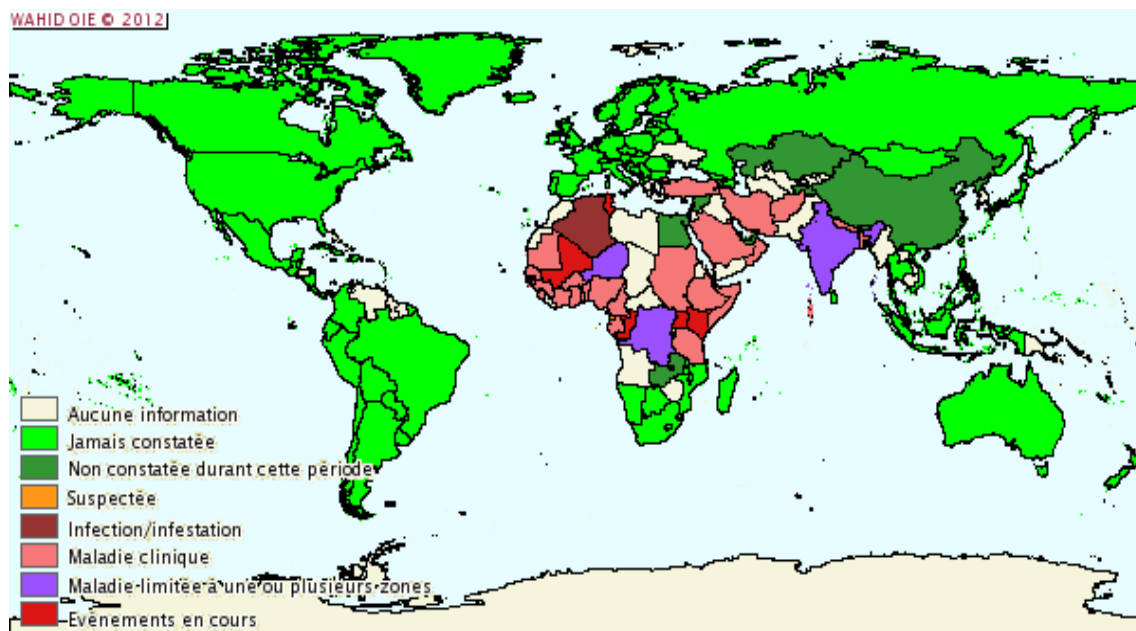 WAHID OIE © 2012
Aucune information
Jamais constatée
Non constatée durant cette période
Suspectée
Infection/infestation
Maladie clinique
Maladie-limitée à une ou plusieurs-zones
Evénements en cours